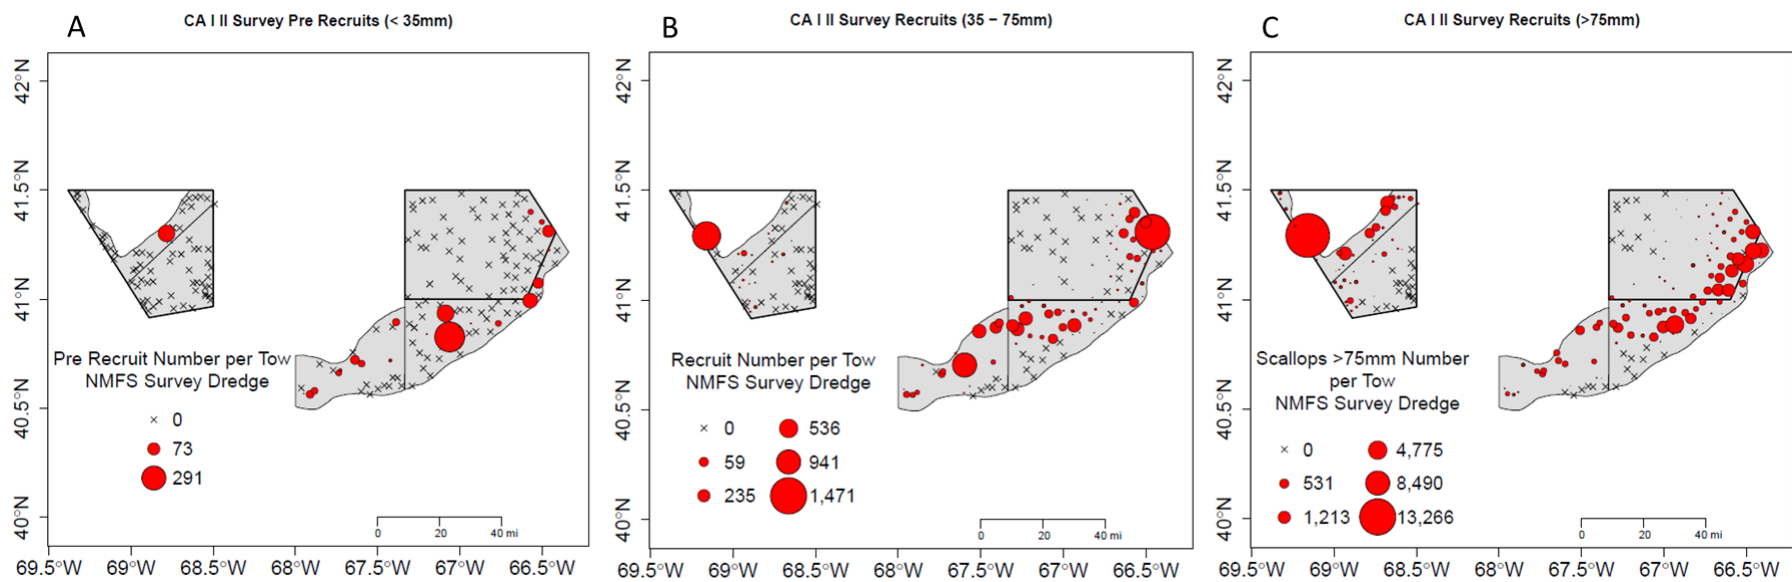 A
CA I II Survey Pre Recruits (< 35mm)
42°N
41.5°N
41°N
40.5°N
40°N
Pre Recruit Number per Tow
NMFS Survey Dredge
0
73
291
0 20 40 mi
69.5°W 69°W 68.5°W 68°W 67.5°W 67°W 66.5°W
B
CA I II Survey Recruits (35 – 75mm)
42°N
41.5°N
41°N
40.5°N
40°N
Recruit Number per Tow
NMFS Survey Dredge
0 536
59 941
235 1,471
0 20 40 mi
69.5°W 69°W 68.5°W 68°W 67.5°W 67°W 66.5°W
C
CA I II Survey Recruits (>75mm)
42°N
41.5°N
41°N
40.5°N
40°N
Scallops >75mm Number
per Tow
NMFS Survey Dredge
0 4,775
531 8,490
1,213 13,266
0 20 40 mi
69.5°W 69°W 68.5°W 68°W 67.5°W 67°W 66.5°W